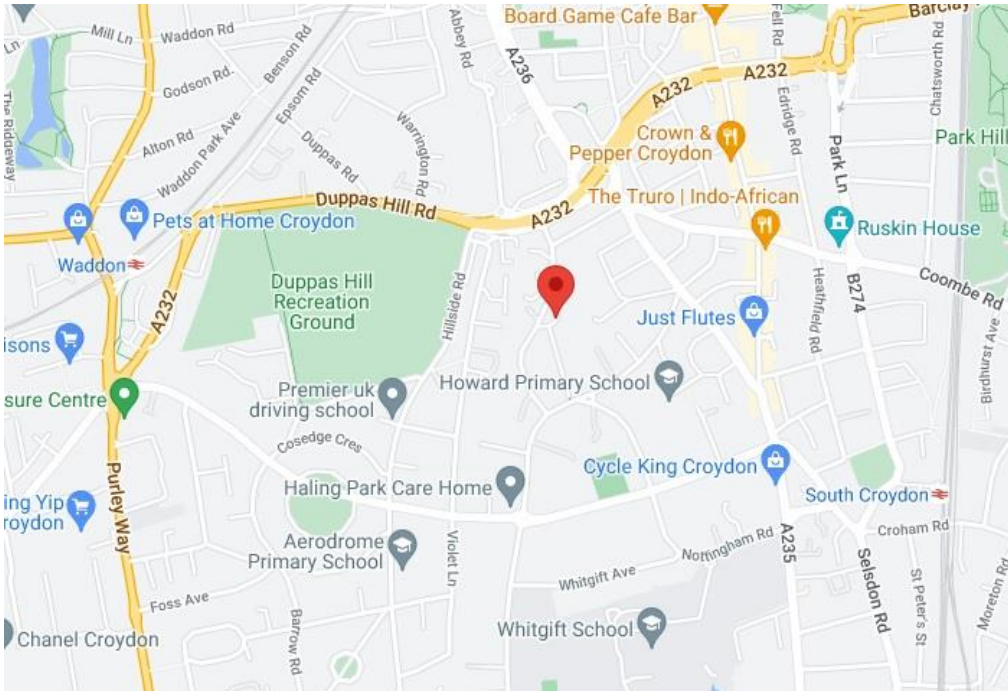 Board Game Cafe Bar
Barclay
Mill Ln
Waddon Rd
Abbey Rd
A236
Fell Rd
Chatsworth Rd
Benson Rd
A232
A232
Godson Rd.
Epsom Rd
Edridge Rd
The Ridgeway
Alton Rd
Waddon Park Ave
Warrington Rd
Crown &
Pepper Croydon
Park Ln
Park Hill
Duppas Rd
Duppas Hill Rd
A232
The Truro | Indo-African
Pets at Home Croydon
Ruskin House
Waddon
Duppas Hill
Recreation
Ground
Hillside Rd
Heathfield Rd
B274
Coombe Rd
A232
Just Flutes
isons
Birdhurst Ave
sure Centre
Premier uk
driving school
Howard Primary School
Cosedge Cres
Cycle King Croydon
Purley Way
Haling Park Care Home
South Croydon
ing Yip
roydon
Aerodrome
Primary School
Violet Ln
Nottingham Rd
A235
Croham Rd
Selsdon Rd
Whitgift Ave
Foss Ave
Barrow Rd
St Peter's St
Moreton Rd
Whitgift School
Chanel Croydon